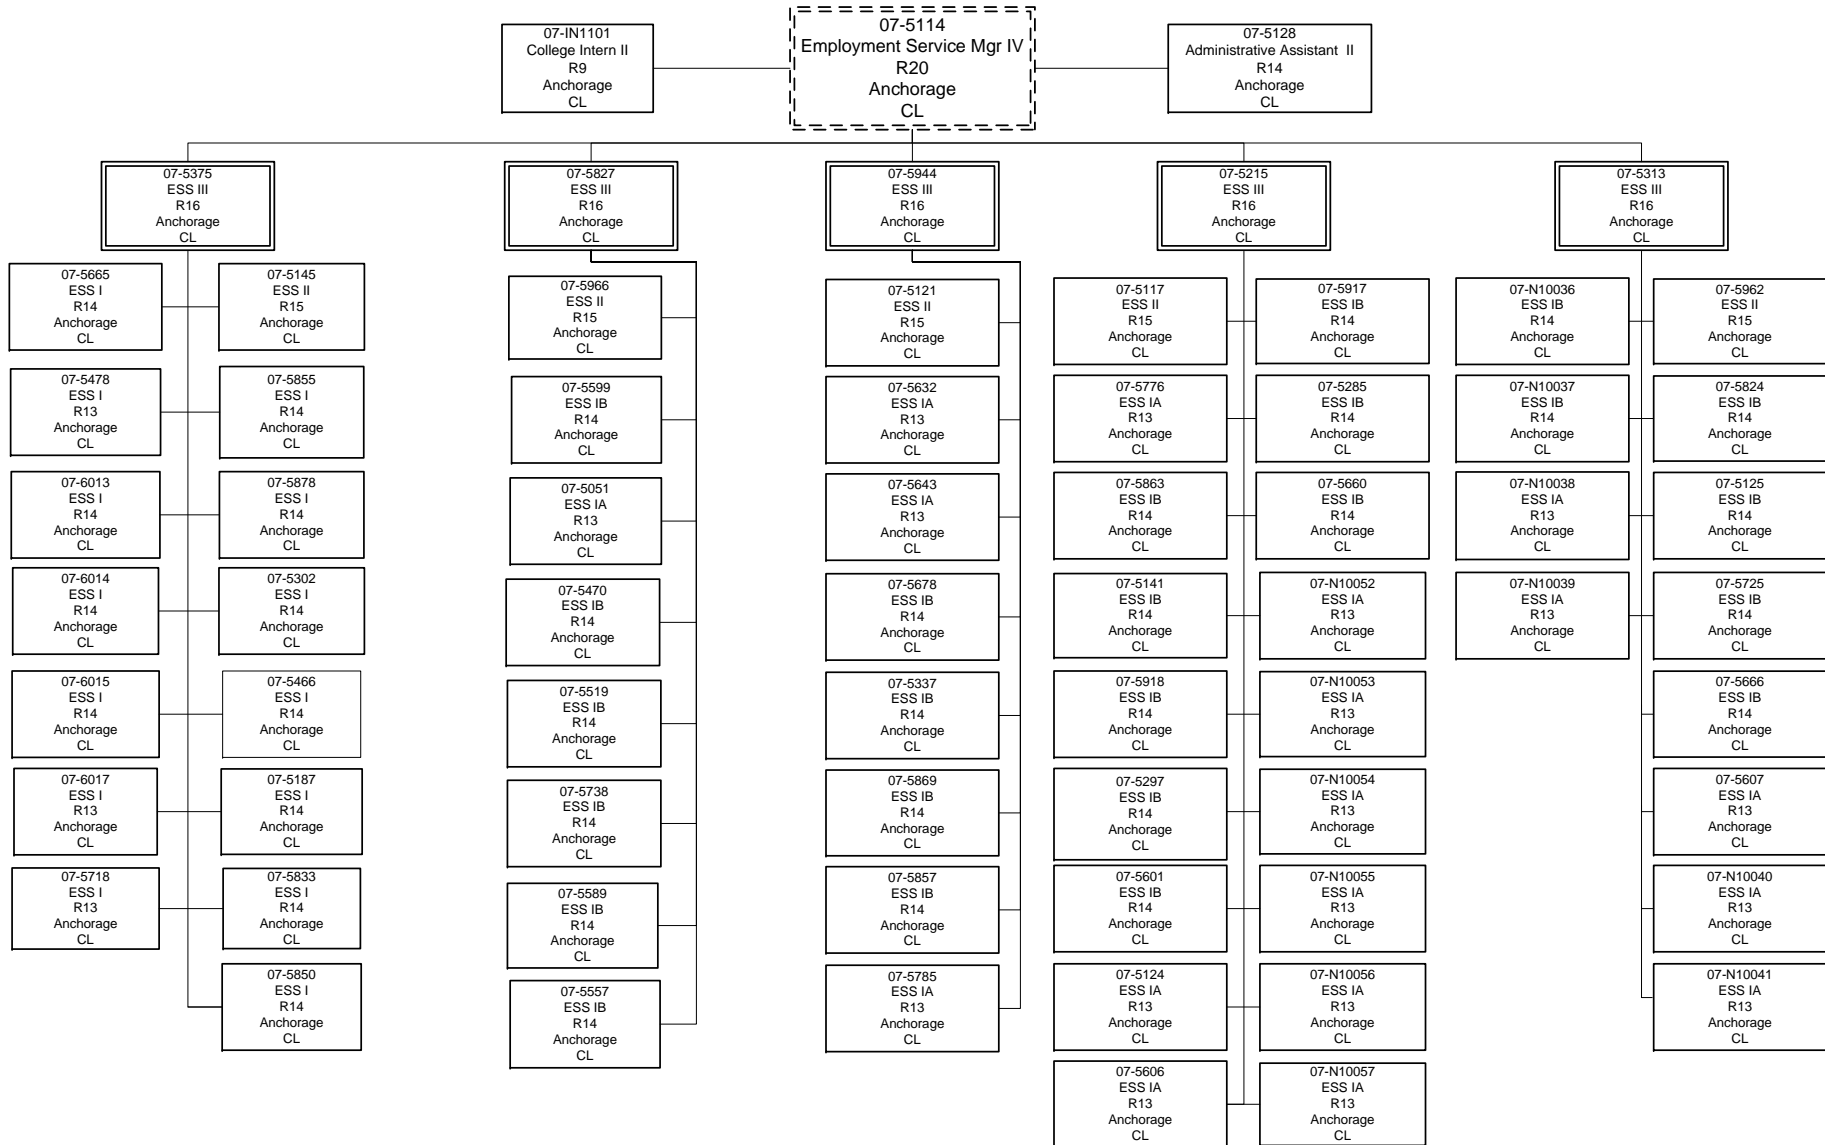 07-IN1101
College Intern II
R9
Anchorage
CL
07-5114
Employment Service Mgr IV
R20
Anchorage
CL
07-5128
Administrative Assistant  II
R14
Anchorage
CL
07-5375
ESS III
R16
Anchorage
CL
07-5827
ESS III
R16
Anchorage
CL
07-5944
ESS III
R16
Anchorage
CL
07-5215
ESS III
R16
Anchorage
CL
07-5313
ESS III
R16
Anchorage
CL
07-5665
ESS I
R14
Anchorage
CL
07-5145
ESS II
R15
Anchorage
CL
07-5478
ESS I
R13
Anchorage
CL
07-5855
ESS I
R14
Anchorage
CL
07-6013
ESS I
R14
Anchorage
CL
07-5878
ESS I
R14
Anchorage
CL
07-6014
ESS I
R14
Anchorage
CL
07-5302
ESS I
R14
Anchorage
CL
07-6015
ESS I
R14
Anchorage
CL
07-5466
ESS I
R14
Anchorage
CL
07-6017
ESS I
R13
Anchorage
CL
07-5187
ESS I
R14
Anchorage
CL
07-5718
ESS I
R13
Anchorage
CL
07-5833
ESS I
R14
Anchorage
CL
07-5850
ESS I
R14
Anchorage
CL
07-5966
ESS II
R15
Anchorage
CL
07-5599
ESS IB
R14
Anchorage
CL
07-5051
ESS IA
R13
Anchorage
CL
07-5470
ESS IB
R14
Anchorage
CL
07-5519
ESS IB
R14
Anchorage
CL
07-5738
ESS IB
R14
Anchorage
CL
07-5589
ESS IB
R14
Anchorage
CL
07-5557
ESS IB
R14
Anchorage
CL
07-5121
ESS II
R15
Anchorage
CL
07-5632
ESS IA
R13
Anchorage
CL
07-5643
ESS IA
R13
Anchorage
CL
07-5678
ESS IB
R14
Anchorage
CL
07-5337
ESS IB
R14
Anchorage
CL
07-5869
ESS IB
R14
Anchorage
CL
07-5857
ESS IB
R14
Anchorage
CL
07-5785
ESS IA
R13
Anchorage
CL
07-5117
ESS II
R15
Anchorage
CL
07-5917
ESS IB
R14
Anchorage
CL
07-5776
ESS IA
R13
Anchorage
CL
07-5285
ESS IB
R14
Anchorage
CL
07-5863
ESS IB
R14
Anchorage
CL
07-5660
ESS IB
R14
Anchorage
CL
07-5141
ESS IB
R14
Anchorage
CL
07-N10052
ESS IA
R13
Anchorage
CL
07-5918
ESS IB
R14
Anchorage
CL
07-N10053
ESS IA
R13
Anchorage
CL
07-5297
ESS IB
R14
Anchorage
CL
07-N10054
ESS IA
R13
Anchorage
CL
07-5601
ESS IB
R14
Anchorage
CL
07-N10055
ESS IA
R13
Anchorage
CL
07-5124
ESS IA
R13
Anchorage
CL
07-N10056
ESS IA
R13
Anchorage
CL
07-5606
ESS IA
R13
Anchorage
CL
07-N10057
ESS IA
R13
Anchorage
CL
07-N10036
ESS IB
R14
Anchorage
CL
07-5962
ESS II
R15
Anchorage
CL
07-N10037
ESS IB
R14
Anchorage
CL
07-5824
ESS IB
R14
Anchorage
CL
07-N10038
ESS IA
R13
Anchorage
CL
07-5125
ESS IB
R14
Anchorage
CL
07-N10039
ESS IA
R13
Anchorage
CL
07-5725
ESS IB
R14
Anchorage
CL
07-5666
ESS IB
R14
Anchorage
CL
07-5607
ESS IA
R13
Anchorage
CL
07-N10040
ESS IA
R13
Anchorage
CL
07-N10041
ESS IA
R13
Anchorage
CL